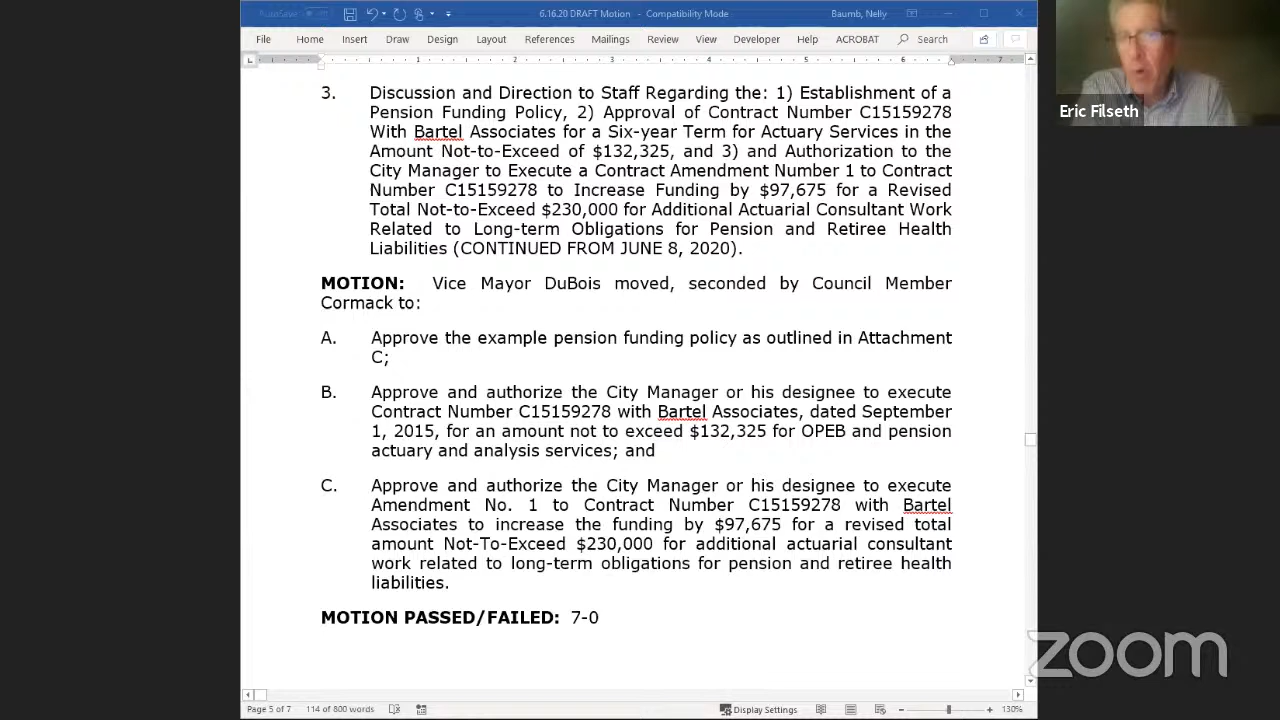 AutoSave
6.16.20 DRAFT Motion - Compatibility Mode
Baumb, Nelly
File Home Insert Draw Design Layout References Mailings Review View Developer Help ACROBAT Search
1 2 3 4 5 6 7
3. Discussion and Direction to Staff Regarding the: 1) Establishment of a
Pension Funding Policy, 2) Approval of Contract Number C15159278
With Bartel Associates for a Six-year Term for Actuary Services in the
Amount Not-to-Exceed of $132,325, and 3) and Authorization to the
City Manager to Execute a Contract Amendment Number 1 to Contract
Number C15159278 to Increase Funding by $97,675 for a Revised
Total Not-to-Exceed $230,000 for Additional Actuarial Consultant Work
Related to Long-term Obligations for Pension and Retiree Health
Liabilities (CONTINUED FROM JUNE 8, 2020).
MOTION: Vice Mayor DuBois moved, seconded by Council Member
Cormack to:
A. Approve the example pension funding policy as outlined in Attachment
C;
B. Approve and authorize the City Manager or his designee to execute
Contract Number C15159278 with Bartel Associates, dated September
1, 2015, for an amount not to exceed $132,325 for OPEB and pension
actuary and analysis services; and
C. Approve and authorize the City Manager or his designee to execute
Amendment No. 1 to Contract Number C15159278 with Bartel
Associates to increase the funding by $97,675 for a revised total
amount Not-To-Exceed $230,000 for additional actuarial consultant
work related to long-term obligations for pension and retiree health
liabilities.
MOTION PASSED/FAILED: 7-0
Page 5 of 7 114 of 800 words Display Settings 130%
Eric Filseth
zoom